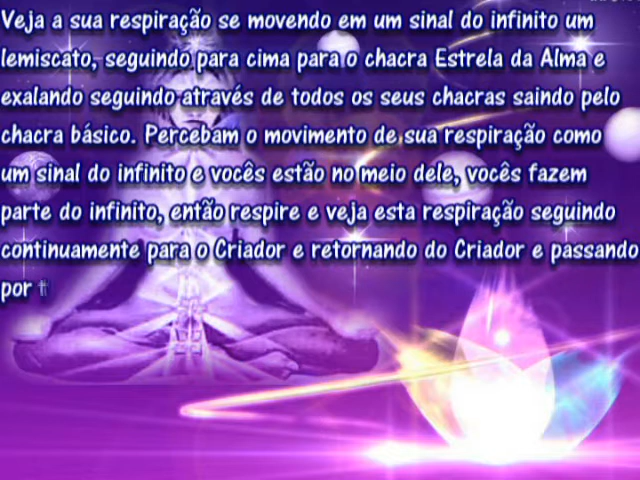 Veja a sua respiração se movendo em um sinal do infinito um
lemiscato, seguindo para cima para o chacra Estrela da Alma e
exalando seguindo através de todos os seus chacras saindo pelo
chacra básico. Percebam o movimento de sua respiração como
um sinal do infinito e vocês estão no meio dele, vocês fazem
parte do infinito, então respire e veja esta respiração seguindo
continuamente para o Criador e retornando do Criador e passando
por t